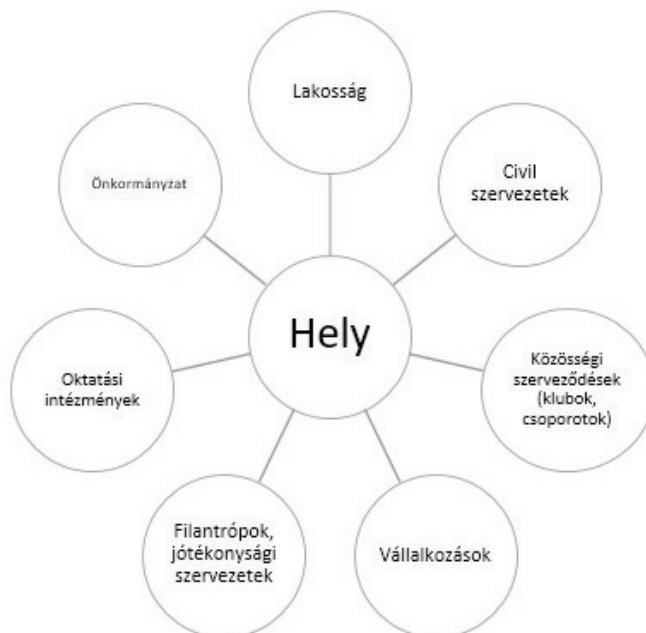 Lakosság
Civil
szervezetek
Közösségi
szerveződések
(klubok,
csoporotok)
Vállalkozások
Filantrópok,
jótékonysági
szervezetek
Oktatási
intézmények
Önkormányzat
Hely